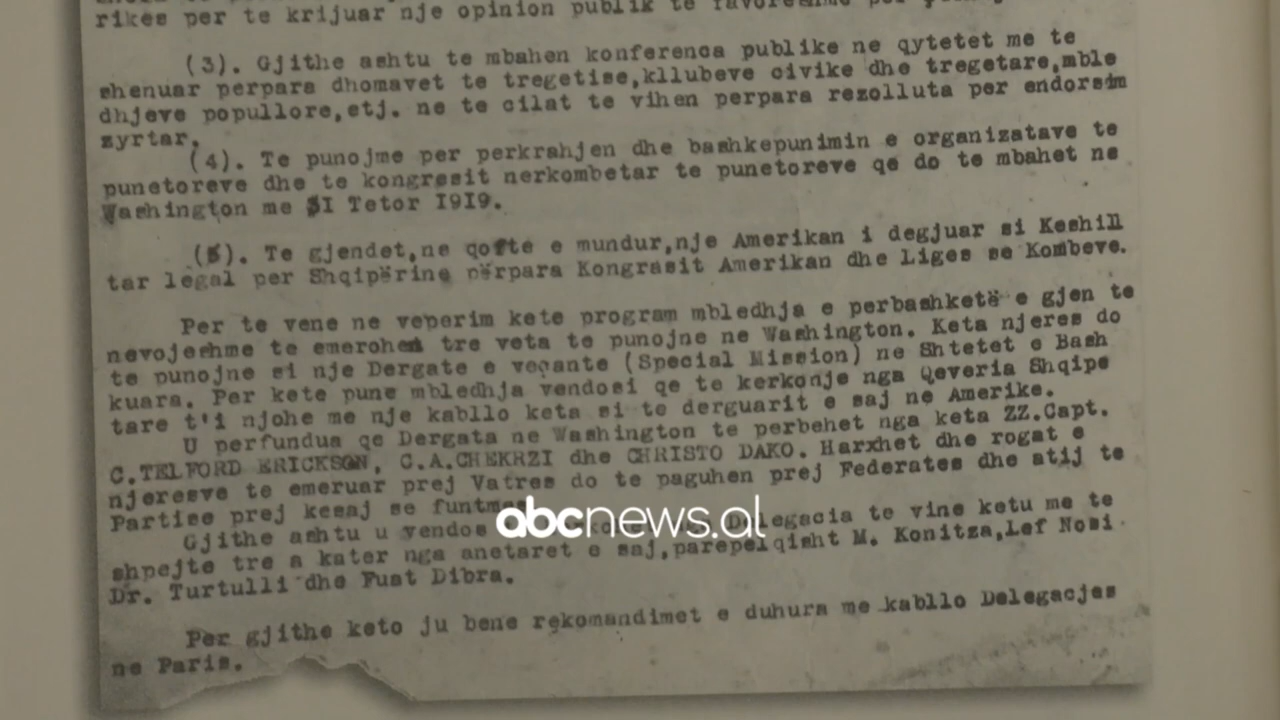 rikes per te krijuar nje opinion publik te
(3). Gjithe ashtu te mbahen konferenca publike ne qytetet me te
shenuar perpara dhomavet te tregetise,kllubeve civike dhe tregetare,mble
dhjeve popullore,etj. ne te cilat te vihen perpara rezolluta per endorsim
zyrtar.
(4). Te punojme per perkrahjen dhe bashkepunimin e organizatave te
punetoreve dhe te kongresit nerkombetar te punetoreve qe do te mbahet ne
Washington me 3I Tetor I9I9.
(5). Te gjendet,ne qofte e mundur,nje Amerikan i degjuar si Keshill
tar legal per Shqipërine përpara Kongrasit Amerikan dhe Liges se Kombeve.
Per te vene ne veperim kete program mbledhja e perbashketë e gjen te
nevojeshme te emerohen tre veta te punojne ne Washington. Keta njeres do
te punojne si nje Dergate e veçante (Special Mission) ne Shtetet e Bash
kuara. Per kete pune mbledhja vendosi qe te kerkonje nga Qeveria Shqipe
tare t'i njohe me nje kabllo keta si te derguarit e saj ne Amerike.
U perfundua qe Dergata ne Washington te perbehet nga keta ZZ.Capt.
C.TELFORD ERICKSON, C.A.CHEKRZI dhe CHRISTO DAKO. Harxhet dhe rogat e
njeresve te emeruar prej Vatres do te paguhen prej Federates dhe atij te
Partise prej kesaj se
abcnews.al
Gjithe ashtu u vendos Delegacia te vine ketu me te
shpejte tre a kater nga anetaret e saj,parepelqisht M. Konitza,Lef Nosi
Dr. Turtulli dhe Fuat Dibra.
Per gjithe keto ju bene rekomandimet e duhura me kabllo Delegacjes
ne Paris.